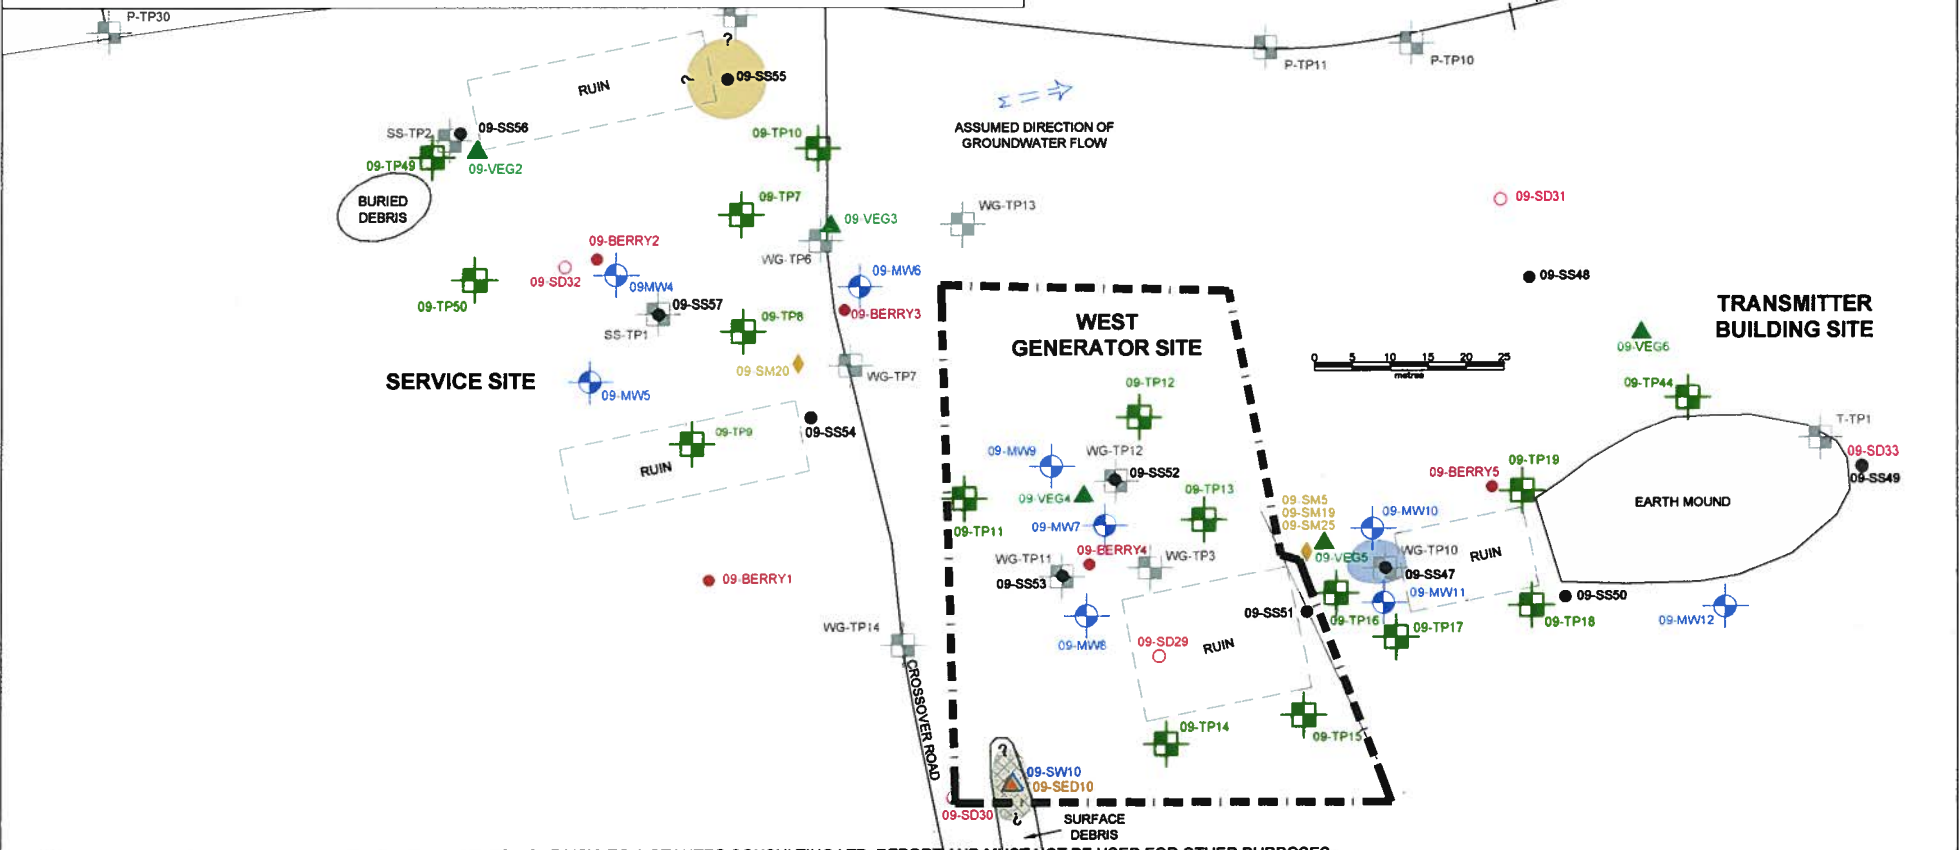 P-TP30
?
?
09-SS55
RUIN
P-TP11
P-TP10
ASSUMED DIRECTION OF
GROUNDWATER FLOW
SS-TP2
09-SS56
09-TP49
09-VEG2
09-TP10
BURIED
DEBRIS
09-TP7
09-VEG3
WG-TP13
09-SD31
WG-TP6
09-BERRY2
09-SD32
09MW4
09-MW6
09-SS48
09-TP50
09-SS57
SS-TP1
09-TP8
09-BERRY3
WEST
GENERATOR SITE
TRANSMITTER
BUILDING SITE
09-VEG6
0 5 10 15 20 25
metres
SERVICE SITE
09-MW5
09-SM20
WG-TP7
09-TP12
09-TP44
09-TP9
09-SS54
RUIN
T-TP1
09-SD33
09-SS49
09-MW9
WG-TP12
09-SS52
09-VEG4
09-TP13
09-TP11
09-MW7
09-SM5
09-SM19
09-SM25
09-BERRY5
09-TP19
EARTH MOUND
09-MW10
09-BERRY4
WG-TP11
09-SS53
WG-TP3
09-VEG5
WG-TP10
RUIN
09-SS47
09-BERRY1
09-MW11
09-SS50
09-SS51
09-TP16
09-TP17
09-TP18
09-MW12
WG-TP14
09-MW8
09-SD29
RUIN
CROSSOVER ROAD
09-TP14
09-TP15
?
09-SW10
09-SED10
09-SD30
?
SURFACE
DEBRIS